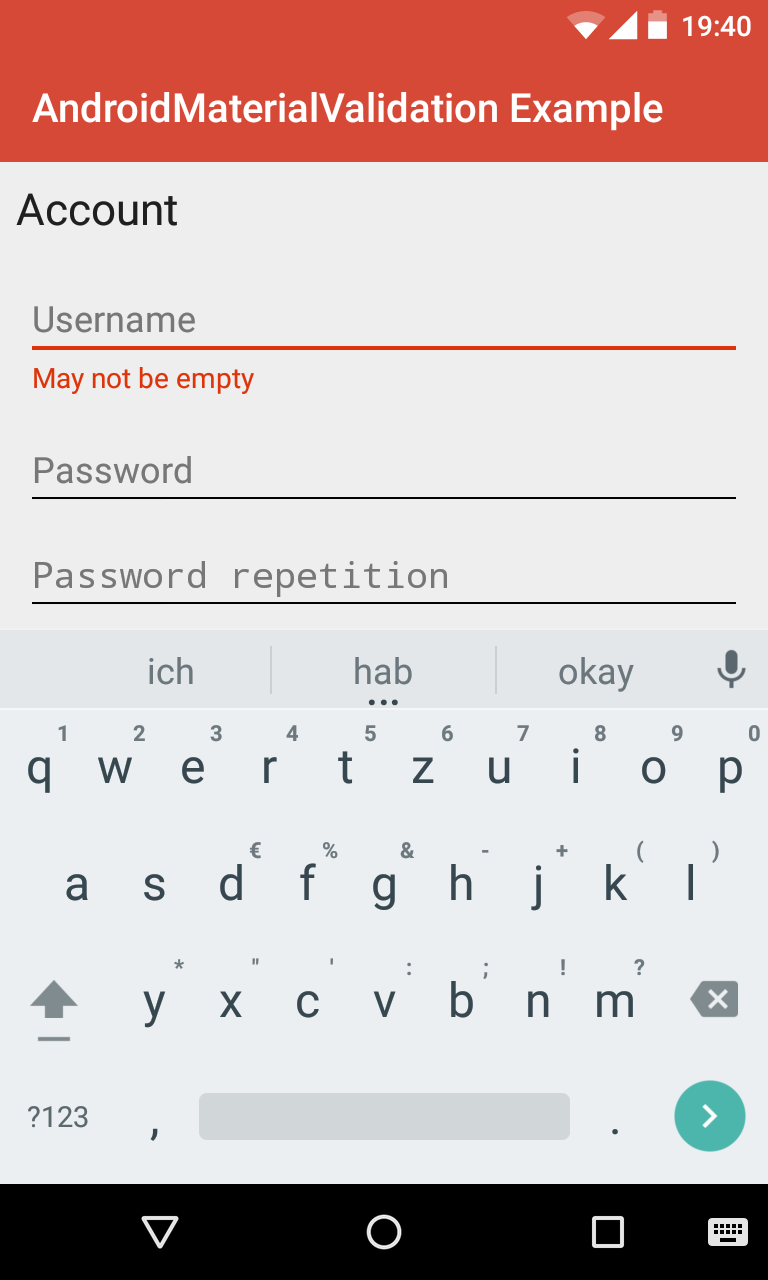 19:40
AndroidMaterialValidation Example
Account
Username
May not be empty
Password
Password repetition
ich hab okay
1 2 3 4 5 6 7 8 9 0
q w e r t z u i o p
€ % & - + ( )
a s d f g h j k l
* " ' : ; ! ?
y x c v b n m
?123 , .